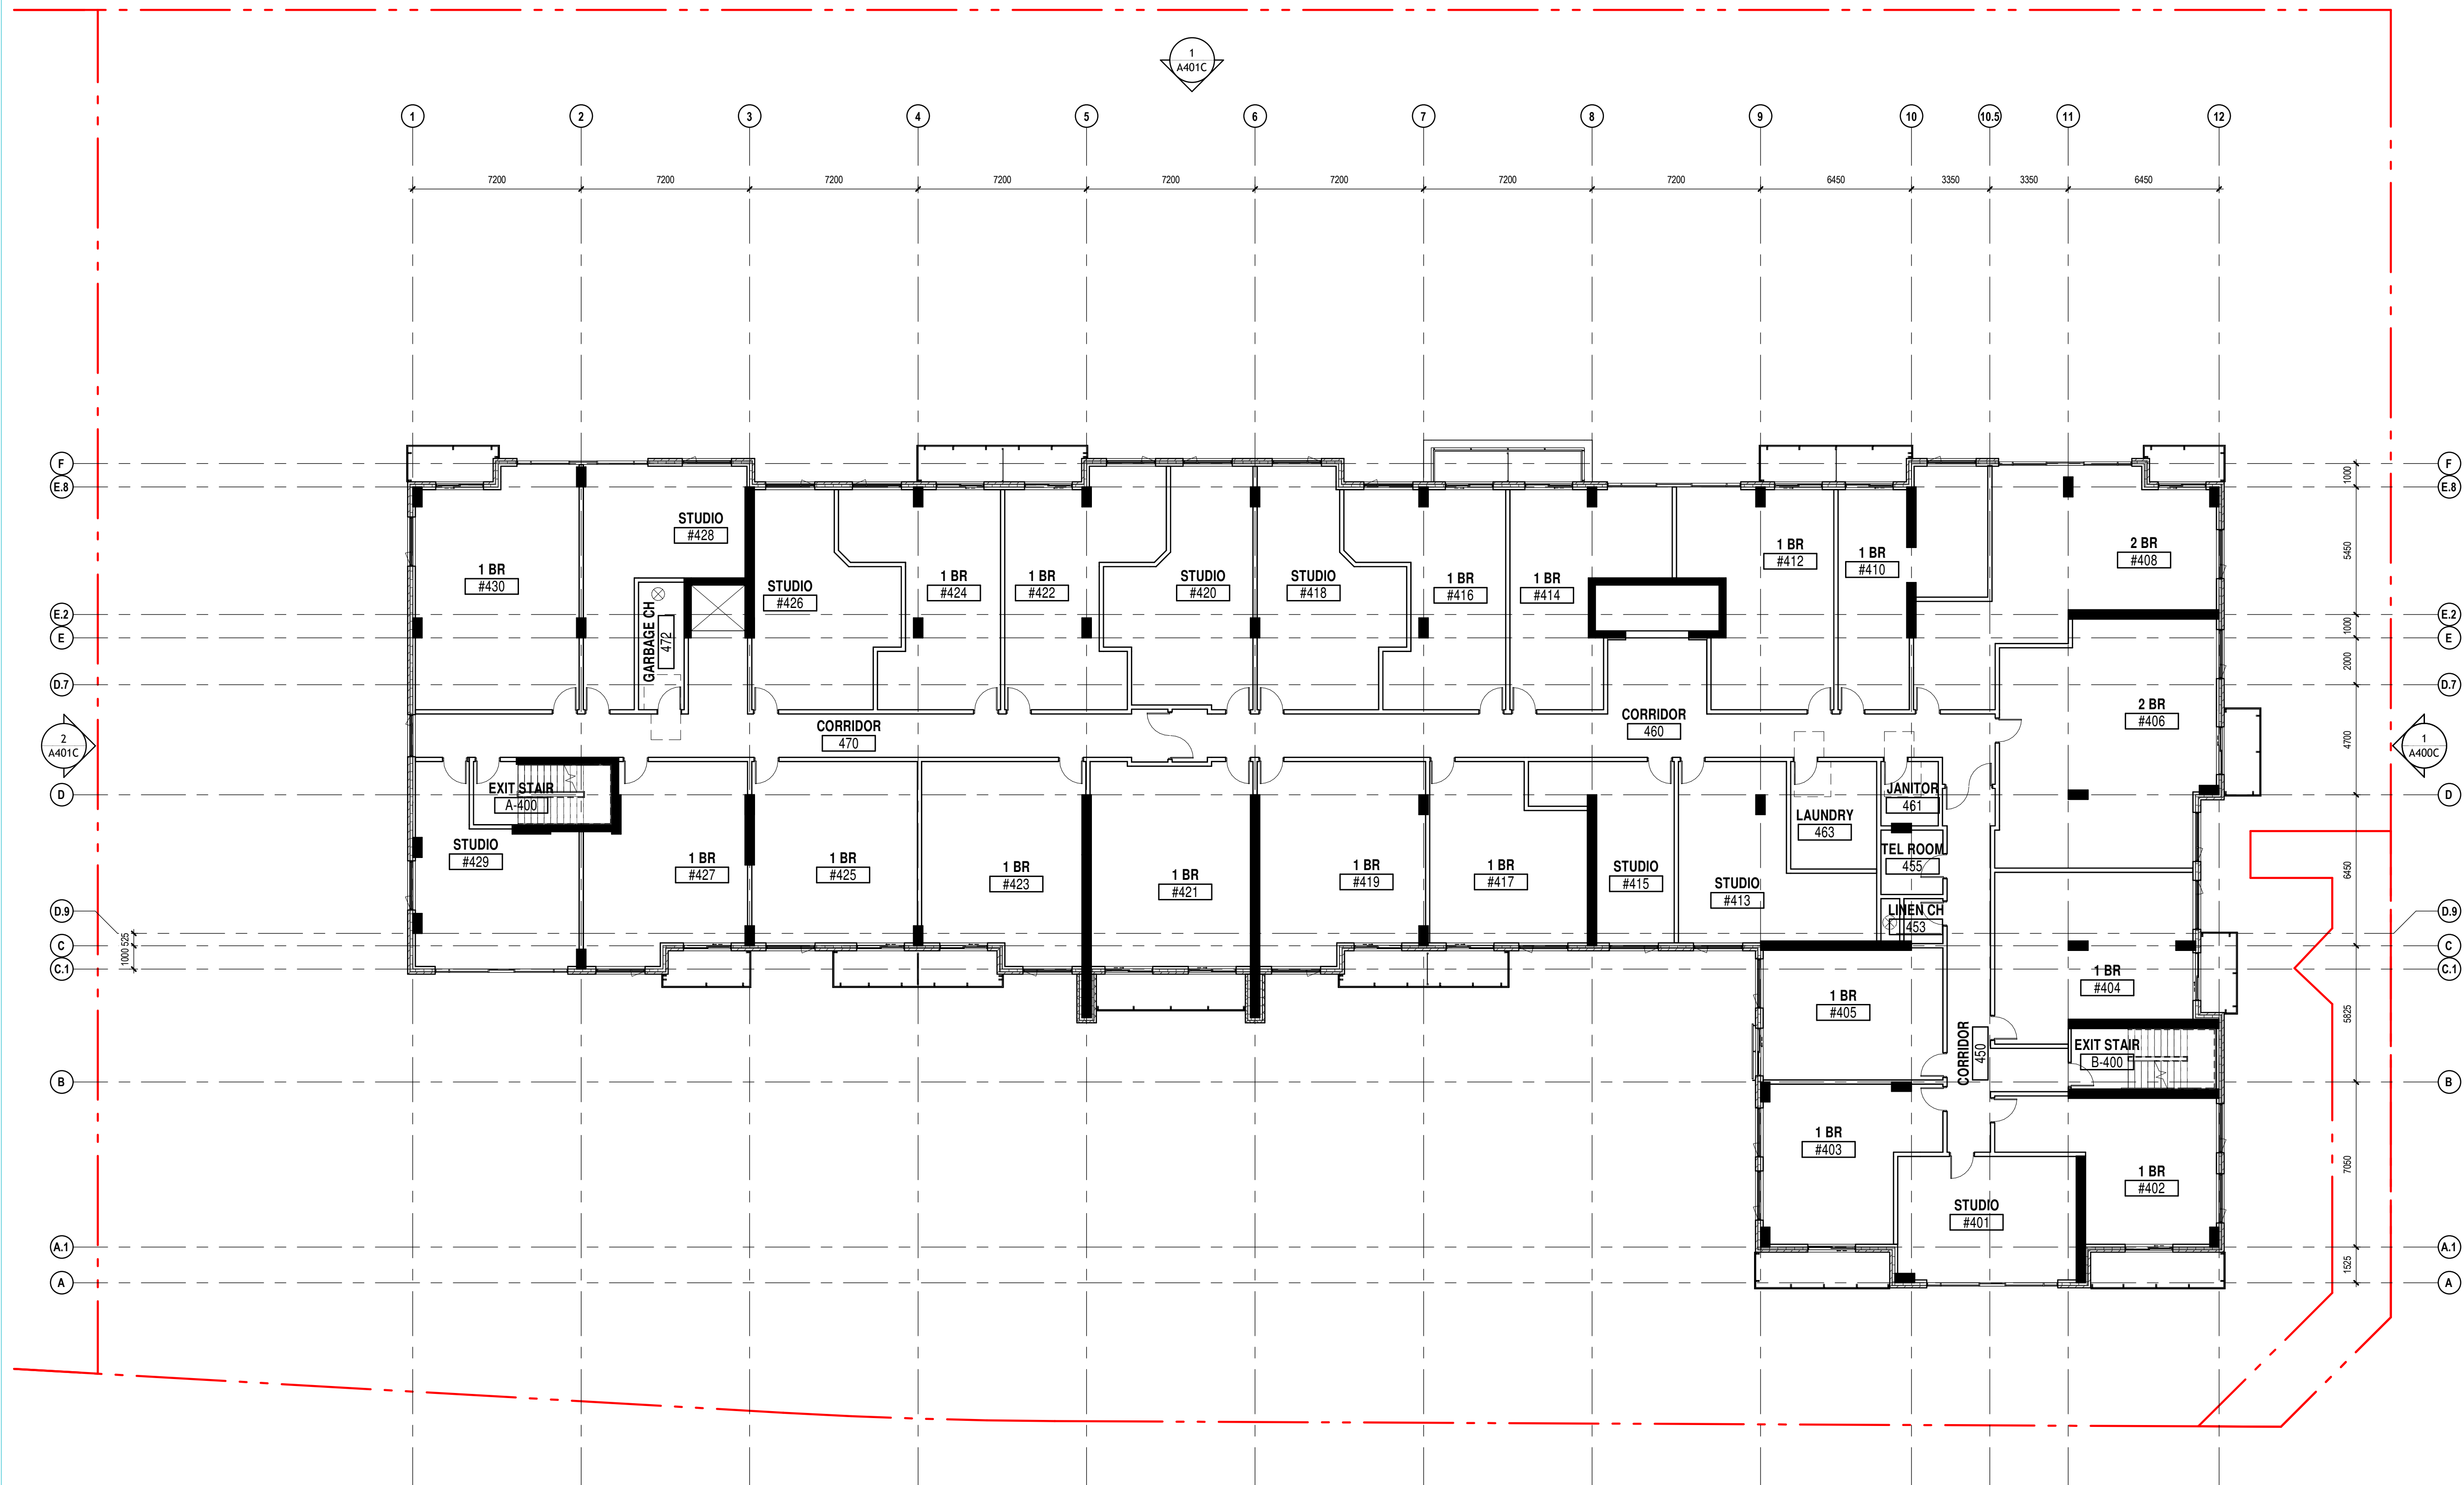 1
A401C
1
2
3
4
5
6
7
8
9
10
10.5
11
12
7200
7200
7200
7200
7200
7200
7200
7200
6450
3350
3350
6450
F
F
E.8
E.8
1000
STUDIO
#428
1 BR
#430
STUDIO
#426
1 BR
#424
1 BR
#422
STUDIO
#420
STUDIO
#418
1 BR
#416
1 BR
#414
1 BR
#412
1 BR
#410
2 BR
#408
5450
E.2
E.2
E
E
1000
GARBAGE CH
472
2000
D.7
D.7
2
A401C
CORRIDOR
470
CORRIDOR
460
2 BR
#406
4700
1
A400C
D
D
EXIT STAIR
A-400
JANITOR
461
LAUNDRY
463
TEL ROOM
455
STUDIO
#429
1 BR
#427
1 BR
#425
1 BR
#423
1 BR
#421
1 BR
#419
1 BR
#417
STUDIO
#415
STUDIO
#413
LINEN CH
453
6450
D.9
D.9
525
1000
C
C
C.1
C.1
1 BR
#404
1 BR
#405
5825
CORRIDOR
450
EXIT STAIR
B-400
B
B
1 BR
#403
1 BR
#402
7050
STUDIO
#401
A.1
A.1
1525
A
A